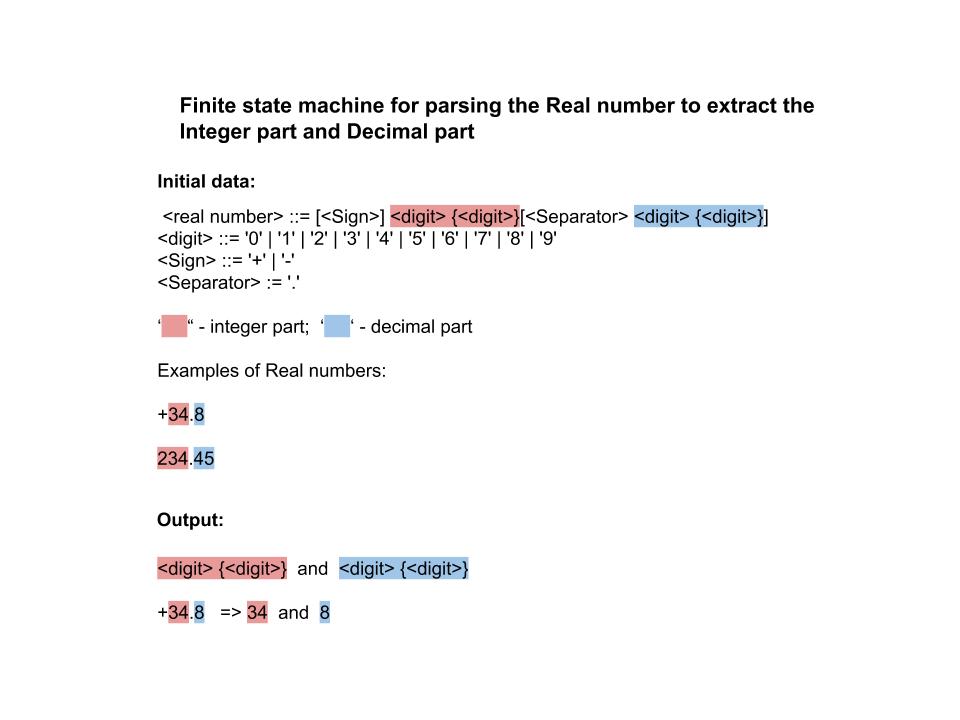 Finite state machine for parsing the Real number to extract the
Integer part and Decimal part
Initial data:
<real number> ::= [<Sign>] <digit> {<digit>}[<Separator> <digit> {<digit>}]
<digit> ::= '0' | '1' | '2' | '3' | '4' | '5' | '6' | '7' | '8' | '9'
<Sign> ::= '+' | '-'
<Separator> := '.'
‘ “ - integer part; ‘ ‘ - decimal part
Examples of Real numbers:
+34.8
234.45
Output:
<digit> {<digit>} and <digit> {<digit>}
+34.8 => 34 and 8